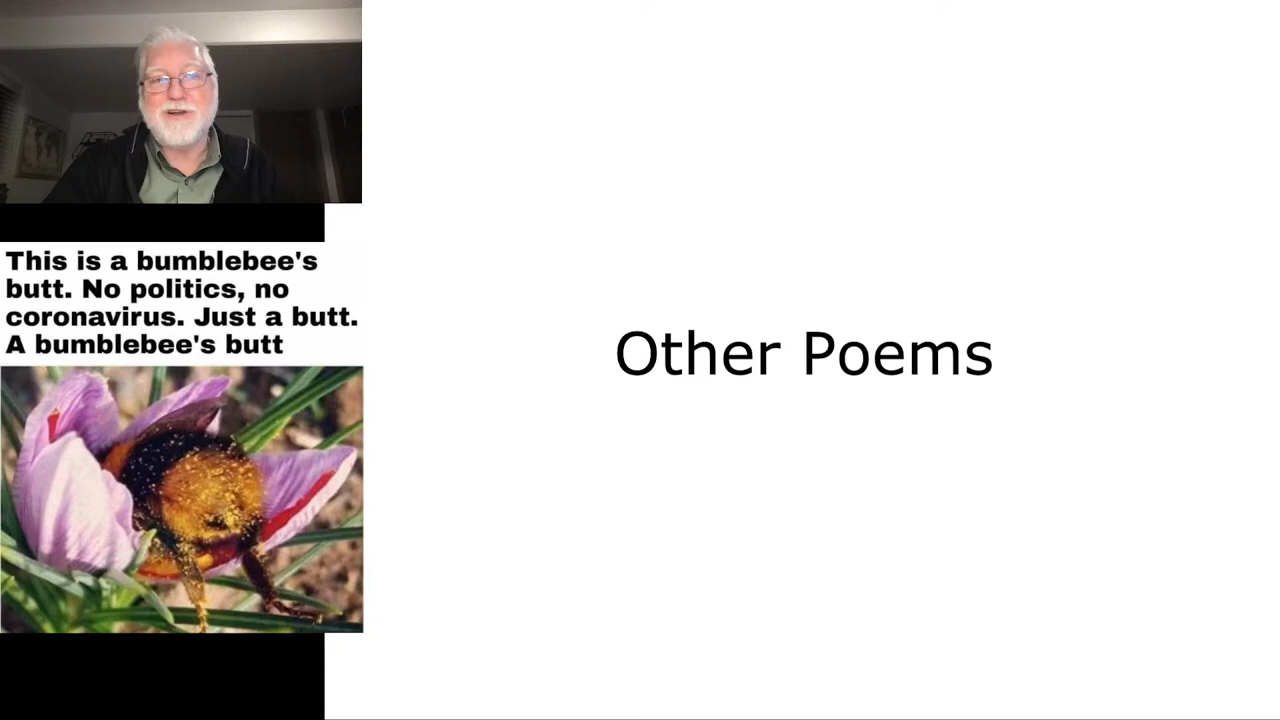 This is a bumblebee's
butt. No politics, no
coronavirus. Just a butt.
A bumblebee's butt
Other Poems